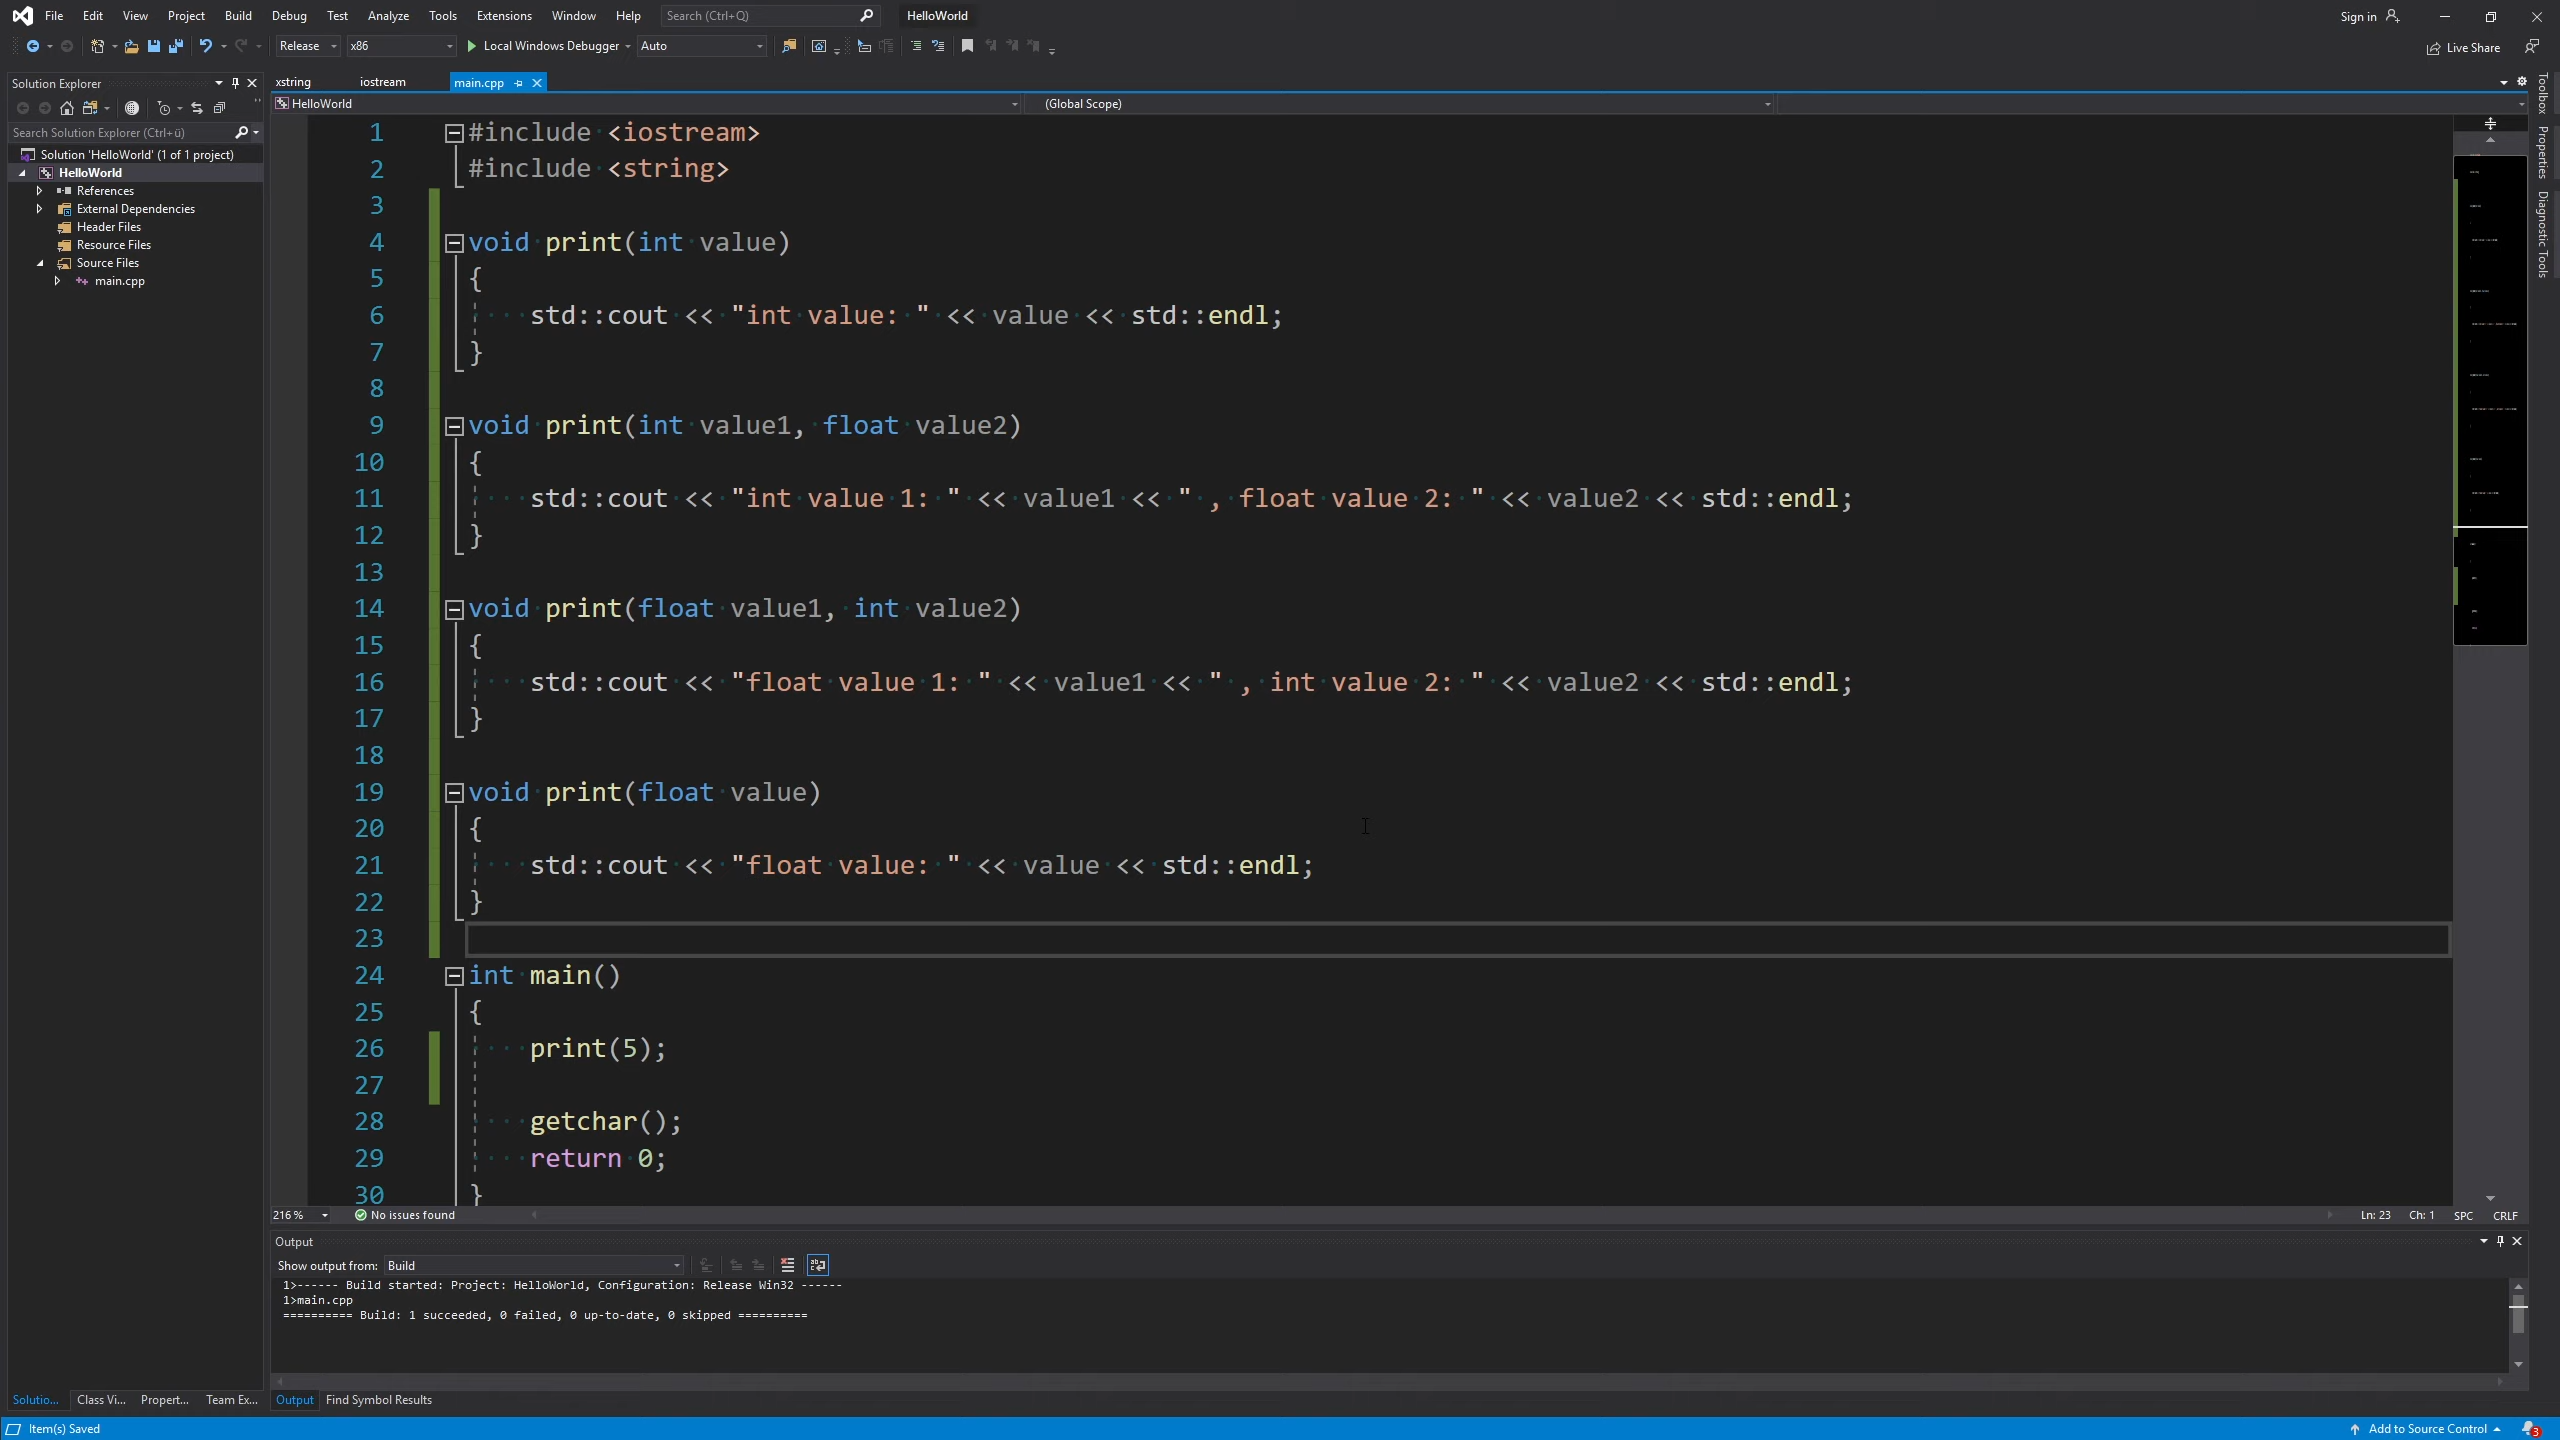 File Edit View Project Build Debug Test Analyze Tools Extensions Window Help Search (Ctrl+Q) HelloWorld Sign in
Release x86 Local Windows Debugger Auto Live Share
Solution Explorer
xstring iostream main.cpp
HelloWorld (Global Scope)
Search Solution Explorer (Ctrl+ü)
Solution 'HelloWorld' (1 of 1 project)
HelloWorld
References
External Dependencies
Header Files
Resource Files
Source Files
main.cpp
1 #include <iostream>
2 #include <string>
3
4 void print(int value)
5 {
6 std::cout << "int value: " << value << std::endl;
7 }
8
9 void print(int value1, float value2)
10 {
11 std::cout << "int value 1: " << value1 << " , float value 2: " << value2 << std::endl;
12 }
13
14 void print(float value1, int value2)
15 {
16 std::cout << "float value 1: " << value1 << " , int value 2: " << value2 << std::endl;
17 }
18
19 void print(float value)
20 {
21 std::cout << "float value: " << value << std::endl;
22 }
23
24 int main()
25 {
26 print(5);
27
28 getchar();
29 return 0;
30 }
Toolbox
Properties
Diagnostic Tools
216 % No issues found Ln: 23 Ch: 1 SPC CRLF
Output
Show output from: Build
1>------ Build started: Project: HelloWorld, Configuration: Release Win32 ------
1>main.cpp
========== Build: 1 succeeded, 0 failed, 0 up-to-date, 0 skipped ==========
Solutio... Class Vi... Propert... Team Ex... Output Find Symbol Results
Item(s) Saved Add to Source Control 3